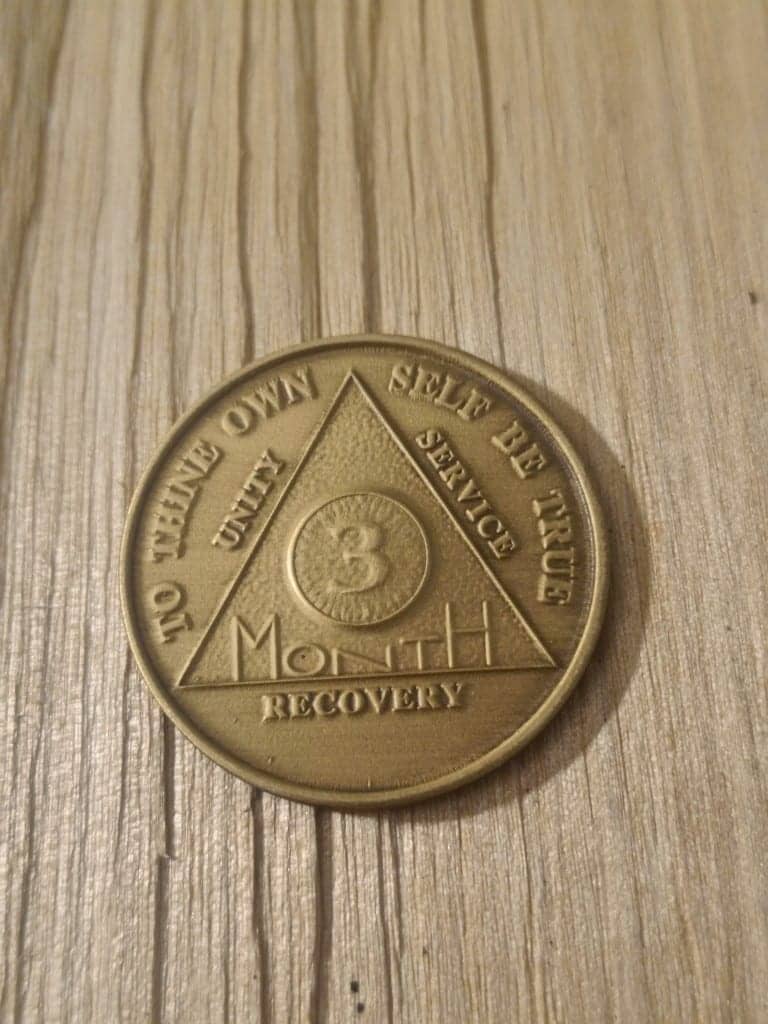 TO THINE OWN SELF BE TRUE
UNITY
SERVICE
3
MONTH
RECOVERY